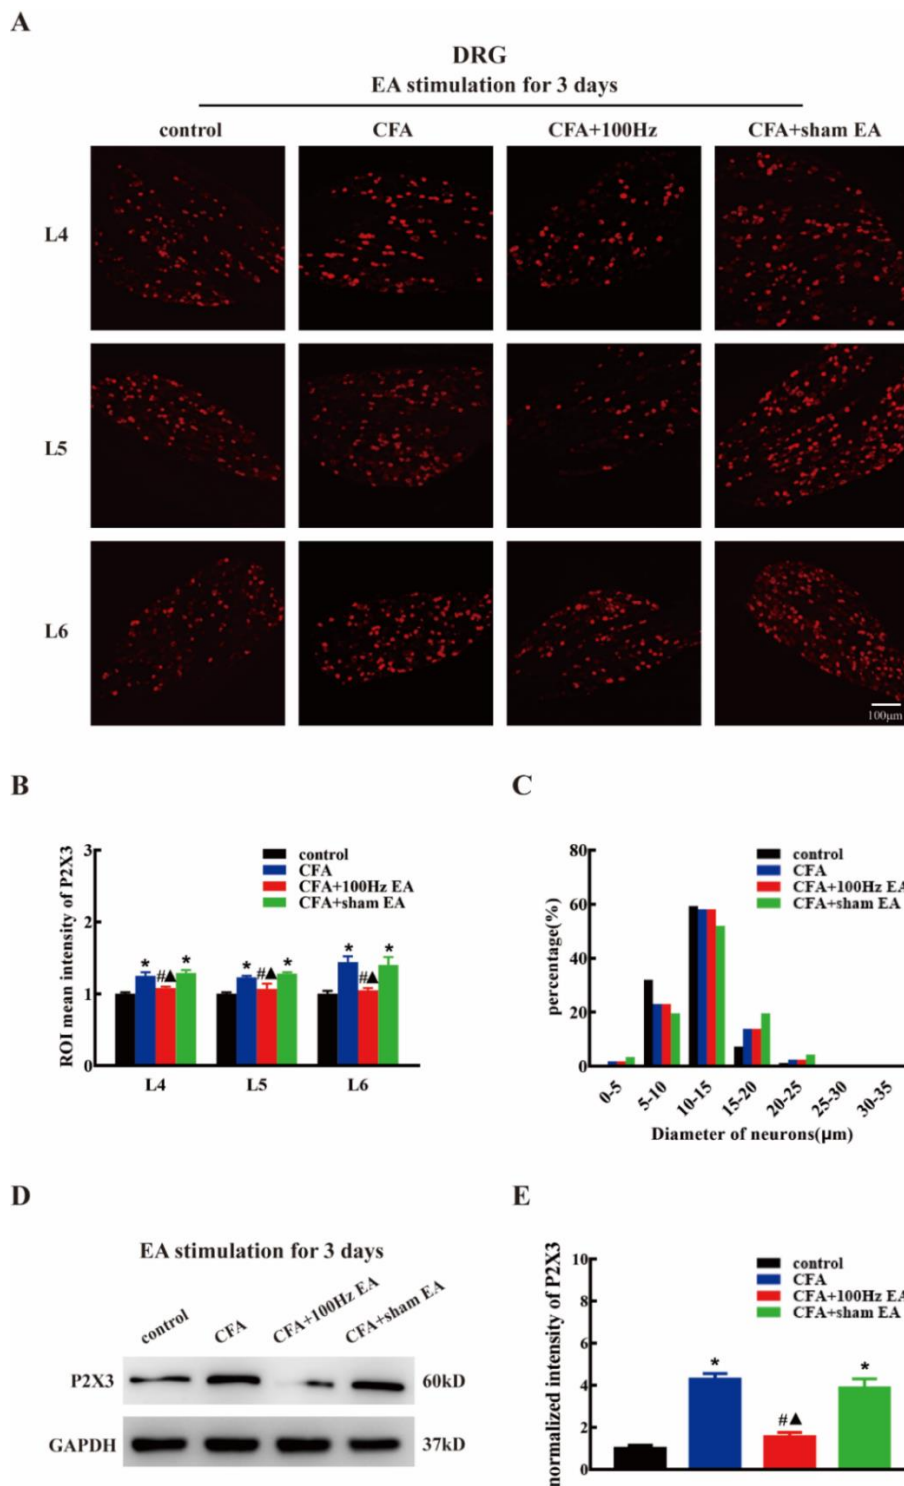 A
DRG
EA stimulation for 3 days
control CFA CFA+100Hz CFA+sham EA
L4
L5
L6
100μm
B
ROI mean intensity of P2X3
3
2
1
0
control
CFA
CFA+100Hz EA
CFA+sham EA
* #▲ * * #▲ * * #▲ *
L4 L5 L6
C
percentage(%)
80
60
40
20
0
control
CFA
CFA+100Hz EA
CFA+sham EA
0-5 5-10 10-15 15-20 20-25 25-30 30-35
Diameter of neurons(μm)
D
EA stimulation for 3 days
control CFA CFA+100Hz EA CFA+sham EA
P2X3 60kD
GAPDH 37kD
E
normalized intensity of P2X3
10
8
6
4
2
0
control
CFA
CFA+100Hz EA
CFA+sham EA
* #▲ *